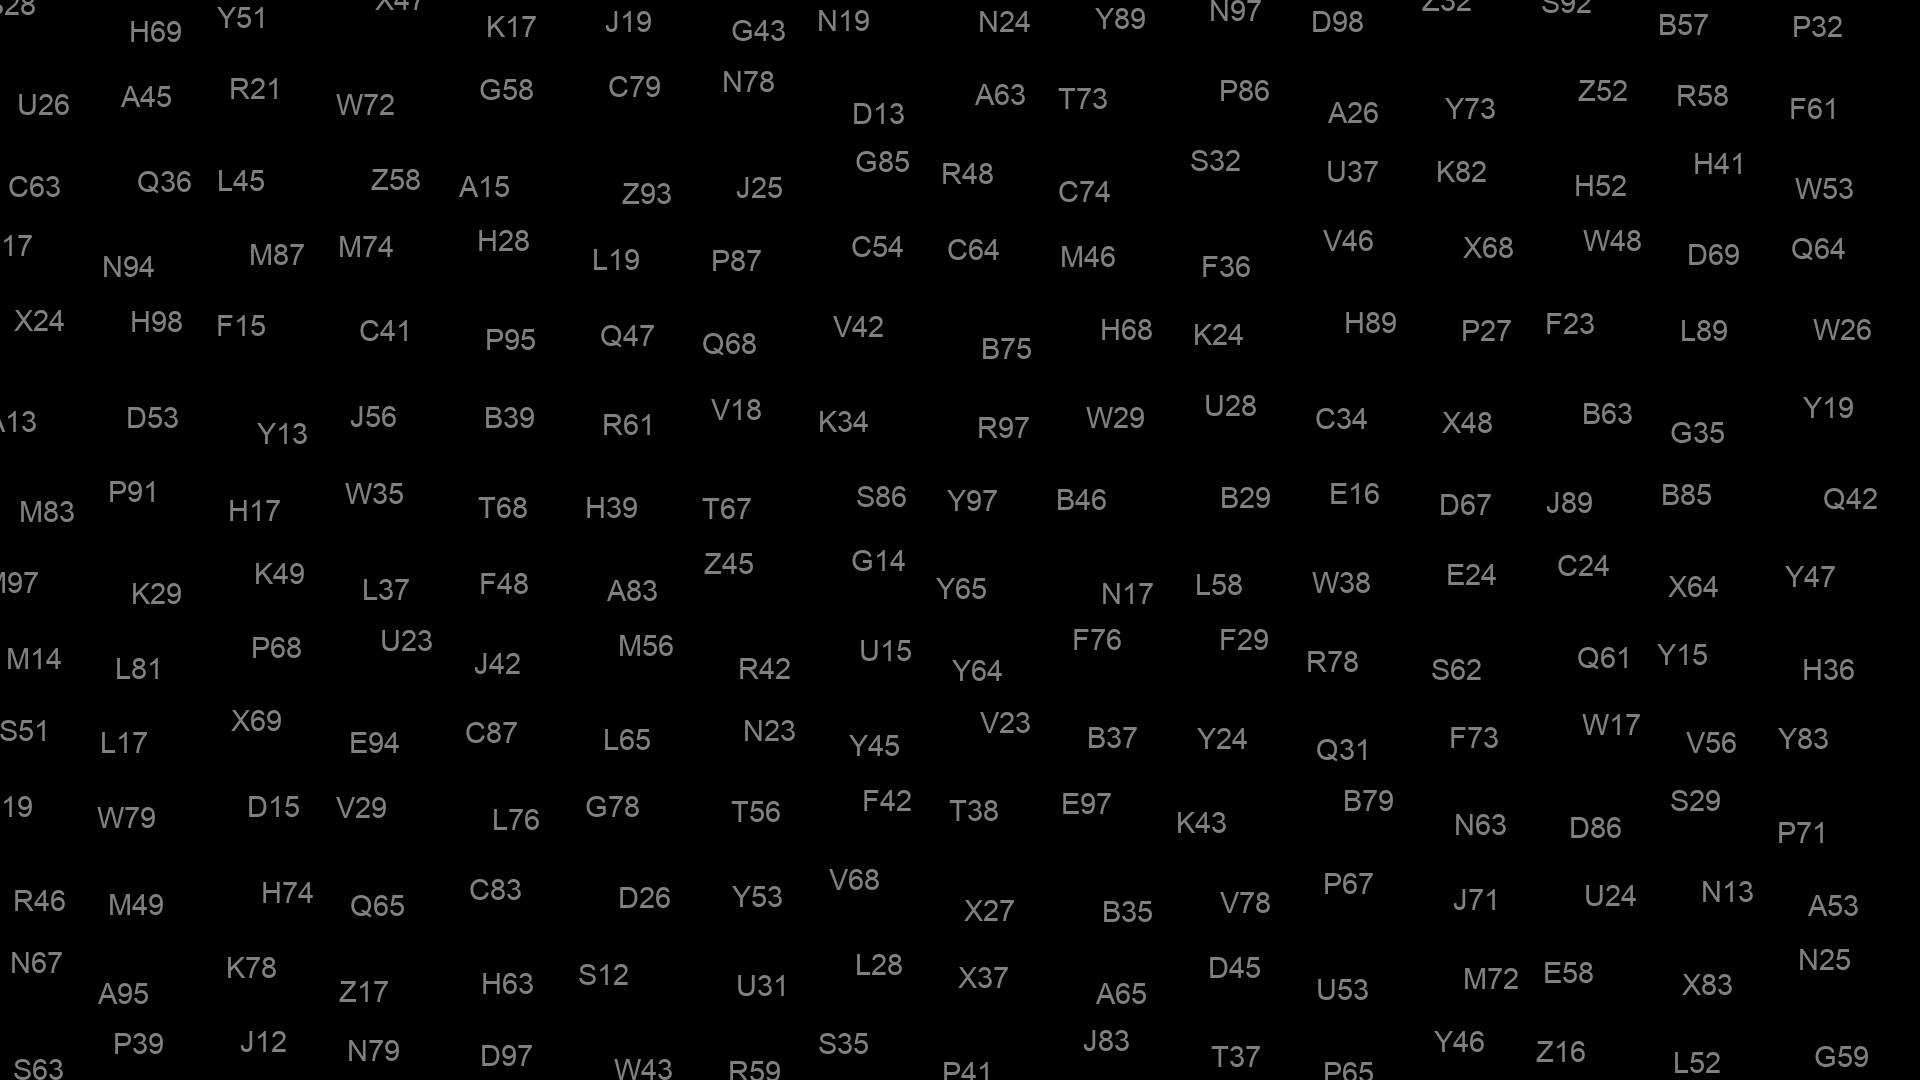 S28 H69 Y51 X47 K17 J19 G43 N19 N24 Y89 N97 D98 Z32 S92 B57 P32
U26 A45 R21 W72 G58 C79 N78 D13 A63 T73 P86 A26 Y73 Z52 R58 F61
C63 Q36 L45 Z58 A15 Z93 J25 G85 R48 C74 S32 U37 K82 H52 H41 W53
17 N94 M87 M74 H28 L19 P87 C54 C64 M46 F36 V46 X68 W48 D69 Q64
X24 H98 F15 C41 P95 Q47 Q68 V42 B75 H68 K24 H89 P27 F23 L89 W26
A13 D53 Y13 J56 B39 R61 V18 K34 R97 W29 U28 C34 X48 B63 G35 Y19
M83 P91 H17 W35 T68 H39 T67 S86 Y97 B46 B29 E16 D67 J89 B85 Q42
97 K29 K49 L37 F48 A83 Z45 G14 Y65 N17 L58 W38 E24 C24 X64 Y47
M14 L81 P68 U23 J42 M56 R42 U15 Y64 F76 F29 R78 S62 Q61 Y15 H36
S51 L17 X69 E94 C87 L65 N23 Y45 V23 B37 Y24 Q31 F73 W17 V56 Y83
19 W79 D15 V29 L76 G78 T56 F42 T38 E97 K43 B79 N63 D86 S29 P71
R46 M49 H74 Q65 C83 D26 Y53 V68 X27 B35 V78 P67 J71 U24 N13 A53
N67 A95 K78 Z17 H63 S12 U31 L28 X37 A65 D45 U53 M72 E58 X83 N25
S63 P39 J12 N79 D97 W43 R59 S35 P41 J83 T37 P65 Y46 Z16 L52 G59